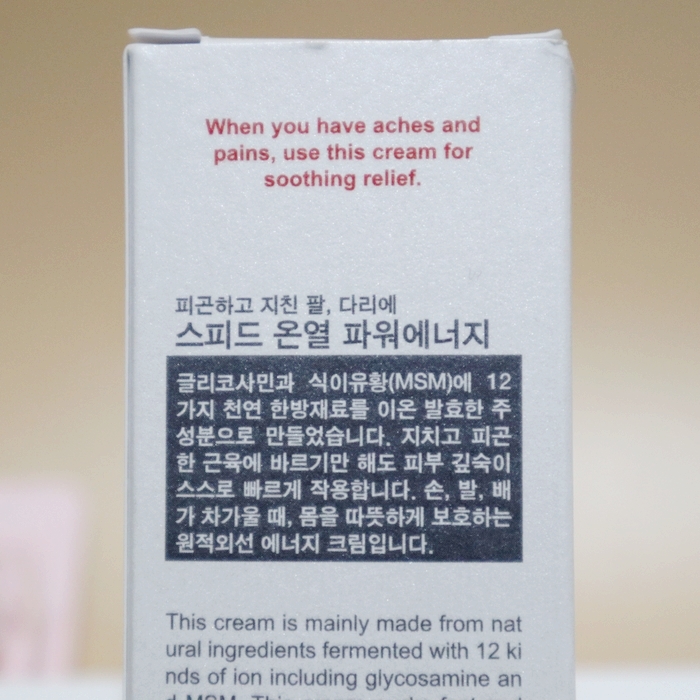 When you have aches and
pains, use this cream for
soothing relief.
피곤하고 지친 팔, 다리에
스피드 온열 파워에너지
글리코사민과 식이유황(MSM)에 12
가지 천연 한방재료를 이온 발효한 주
성분으로 만들었습니다. 지치고 피곤
한 근육에 바르기만 해도 피부 깊숙이
스스로 빠르게 작용합니다. 손, 발, 배
가 차가울 때, 몸을 따뜻하게 보호하는
원적외선 에너지 크림입니다.
This cream is mainly made from nat
ural ingredients fermented with 12 ki
nds of ion including glycosamine an
d MSM. This cream